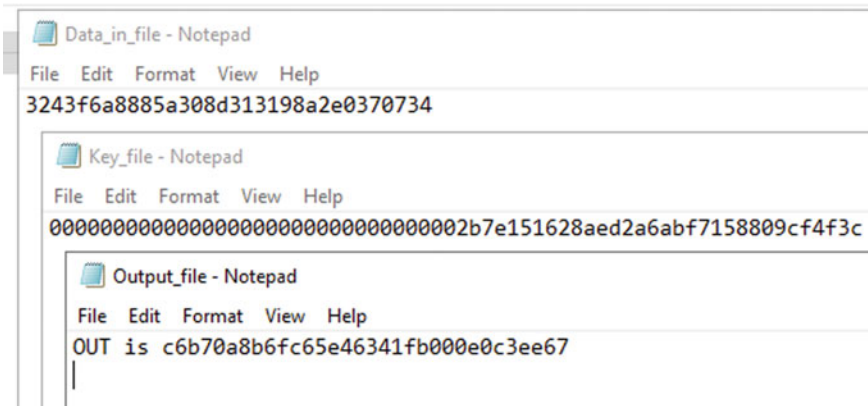 Data_in_file - Notepad
File Edit Format View Help
3243f6a8885a308d313198a2e0370734
Key_file - Notepad
File Edit Format View Help
000000000000000000000000000000002b7e151628aed2a6abf7158809cf4f3c
Output_file - Notepad
File Edit Format View Help
OUT is c6b70a8b6fc65e46341fb000e0c3ee67